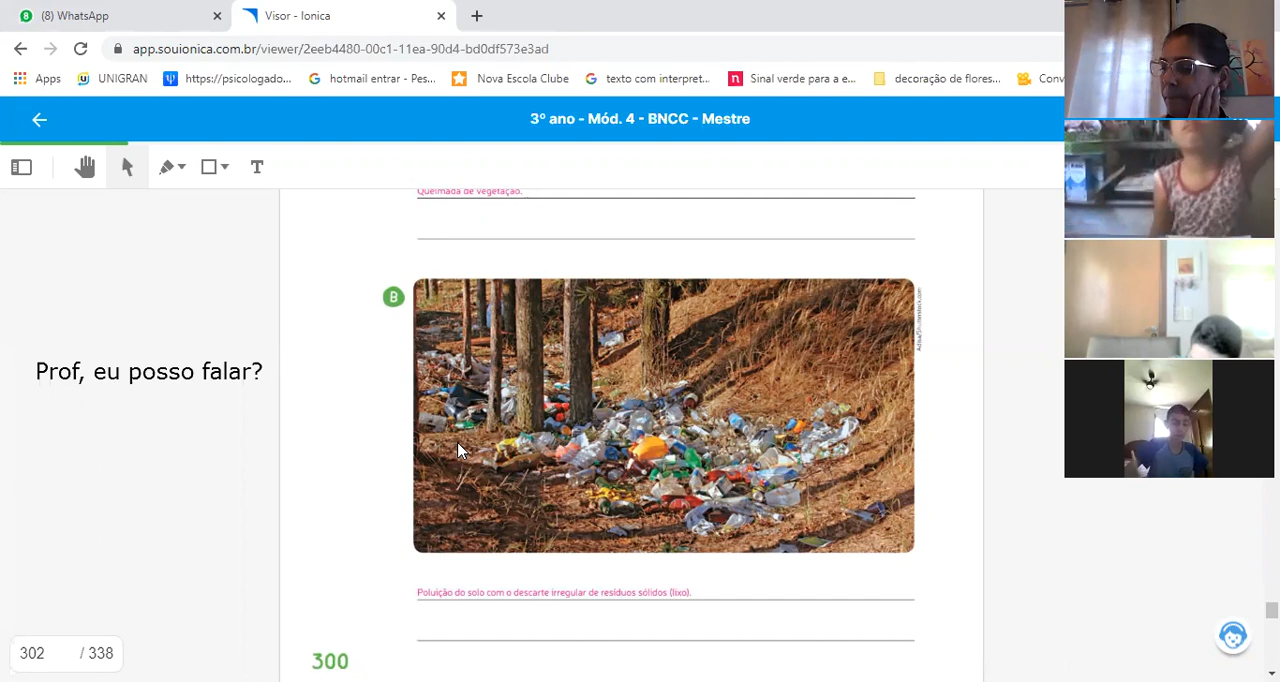 (8) WhatsApp
Visor - Ionica
app.souionica.com.br/viewer/2eeb4480-00c1-11ea-90d4-bd0df573e3ad
Apps
UNIGRAN
https://psicologado...
hotmail entrar - Pes...
Nova Escola Clube
texto com interpret...
Sinal verde para a e...
decoração de flores...
Conv
3º ano - Mód. 4 - BNCC - Mestre
T
Queimada de vegetação.
B
Prof, eu posso falar?
Poluição do solo com o descarte irregular de resíduos sólidos (lixo).
302 / 338
300